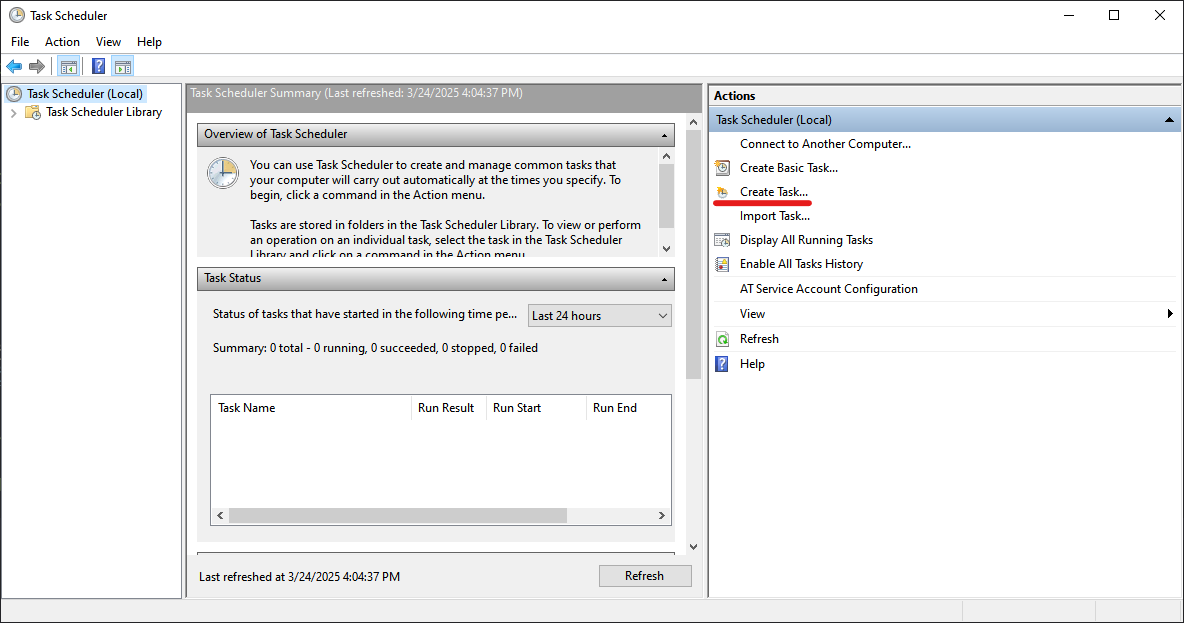 Task Scheduler
File Action View Help
Task Scheduler (Local)
Task Scheduler Library
Task Scheduler Summary (Last refreshed: 3/24/2025 4:04:37 PM)
Overview of Task Scheduler
You can use Task Scheduler to create and manage common tasks that
your computer will carry out automatically at the times you specify. To
begin, click a command in the Action menu.
Tasks are stored in folders in the Task Scheduler Library. To view or perform
an operation on an individual task, select the task in the Task Scheduler
Library and click on a command in the Action menu.
Task Status
Status of tasks that have started in the following time pe... Last 24 hours
Summary: 0 total - 0 running, 0 succeeded, 0 stopped, 0 failed
Task Name Run Result Run Start Run End
Last refreshed at 3/24/2025 4:04:37 PM Refresh
Actions
Task Scheduler (Local)
Connect to Another Computer...
Create Basic Task...
Create Task...
Import Task...
Display All Running Tasks
Enable All Tasks History
AT Service Account Configuration
View
Refresh
Help